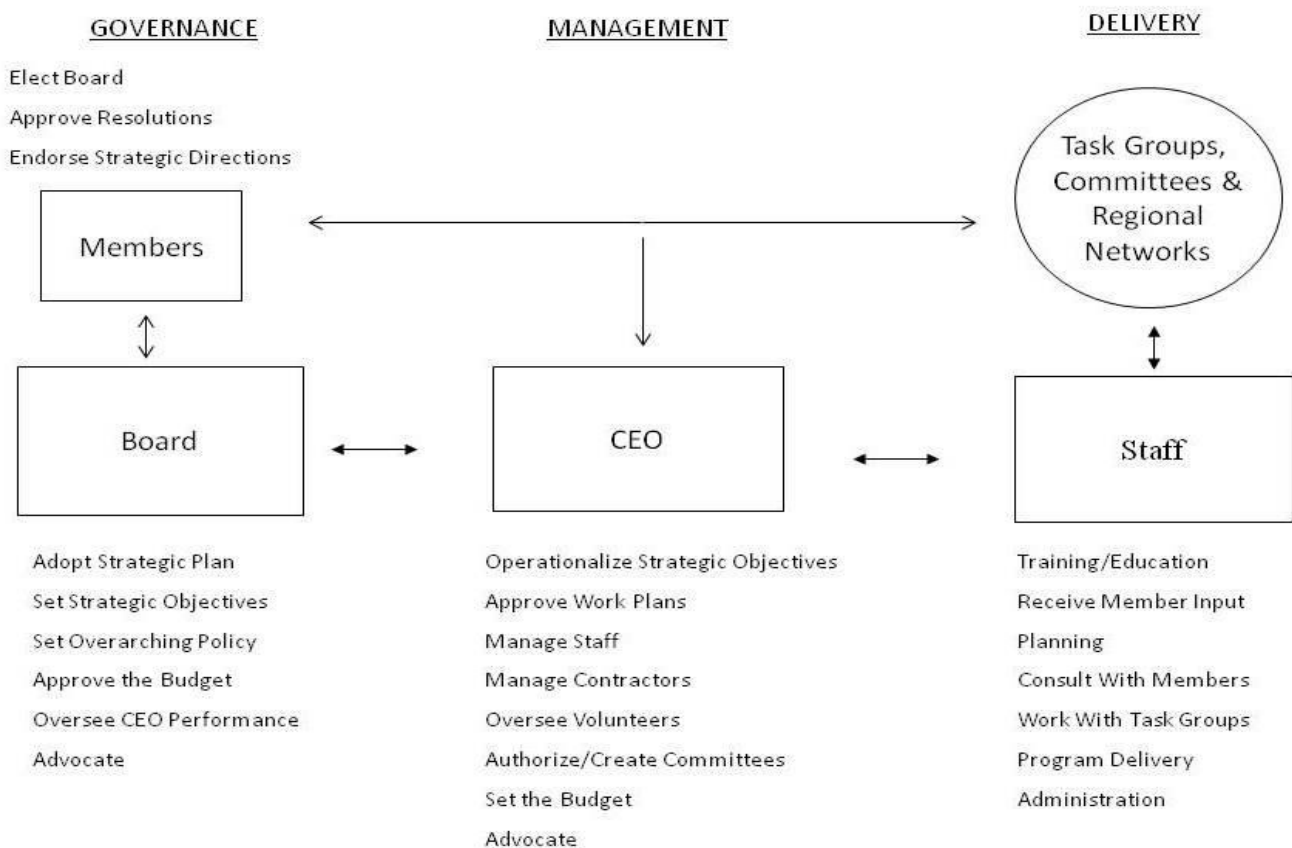 GOVERNANCE
MANAGEMENT
DELIVERY
Elect Board
Approve Resolutions
Endorse Strategic Directions
Members
Task Groups,
Committees &
Regional
Networks
Board
CEO
Staff
Adopt Strategic Plan
Set Strategic Objectives
Set Overarching Policy
Approve the Budget
Oversee CEO Performance
Advocate
Operationalize Strategic Objectives
Approve Work Plans
Manage Staff
Manage Contractors
Oversee Volunteers
Authorize/Create Committees
Set the Budget
Advocate
Training/Education
Receive Member Input
Planning
Consult With Members
Work With Task Groups
Program Delivery
Administration